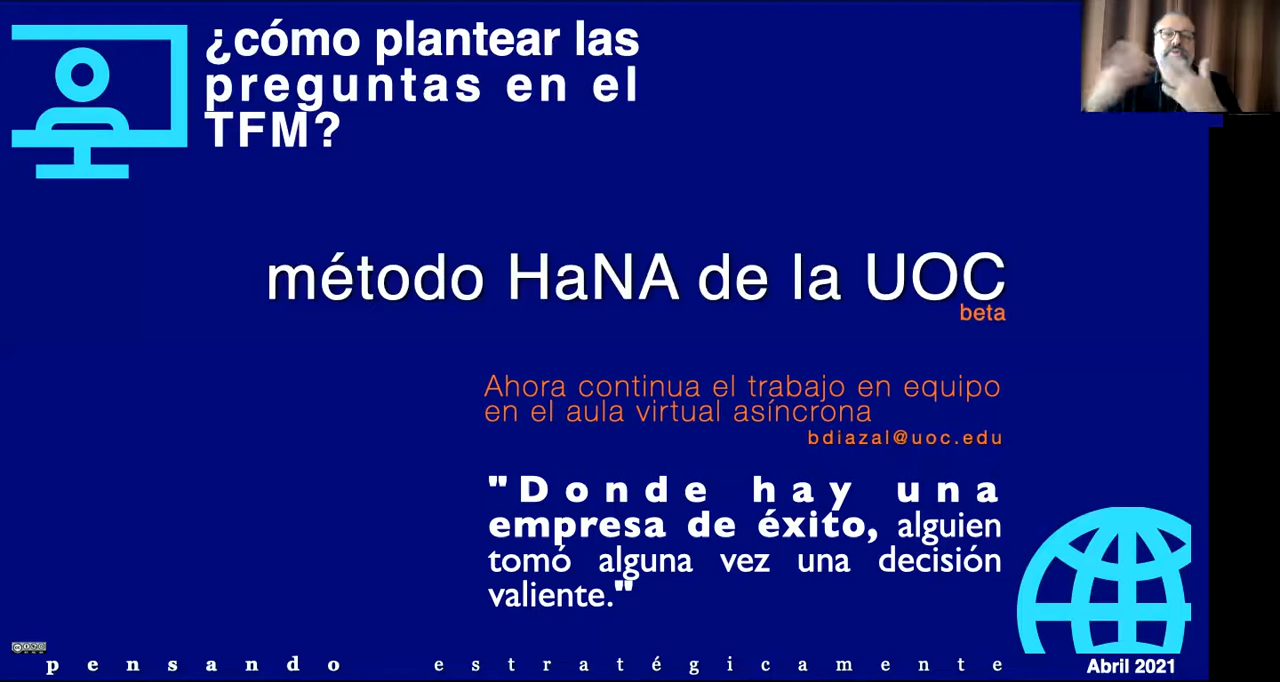 ¿cómo plantear las
preguntas en el
TFM?
método HaNA de la UOC
beta
Ahora continua el trabajo en equipo
en el aula virtual asíncrona
bdiazal@uoc.edu
"Donde hay una
empresa de éxito, alguien
tomó alguna vez una decisión
valiente."
pensando estratégicamente
Abril 2021